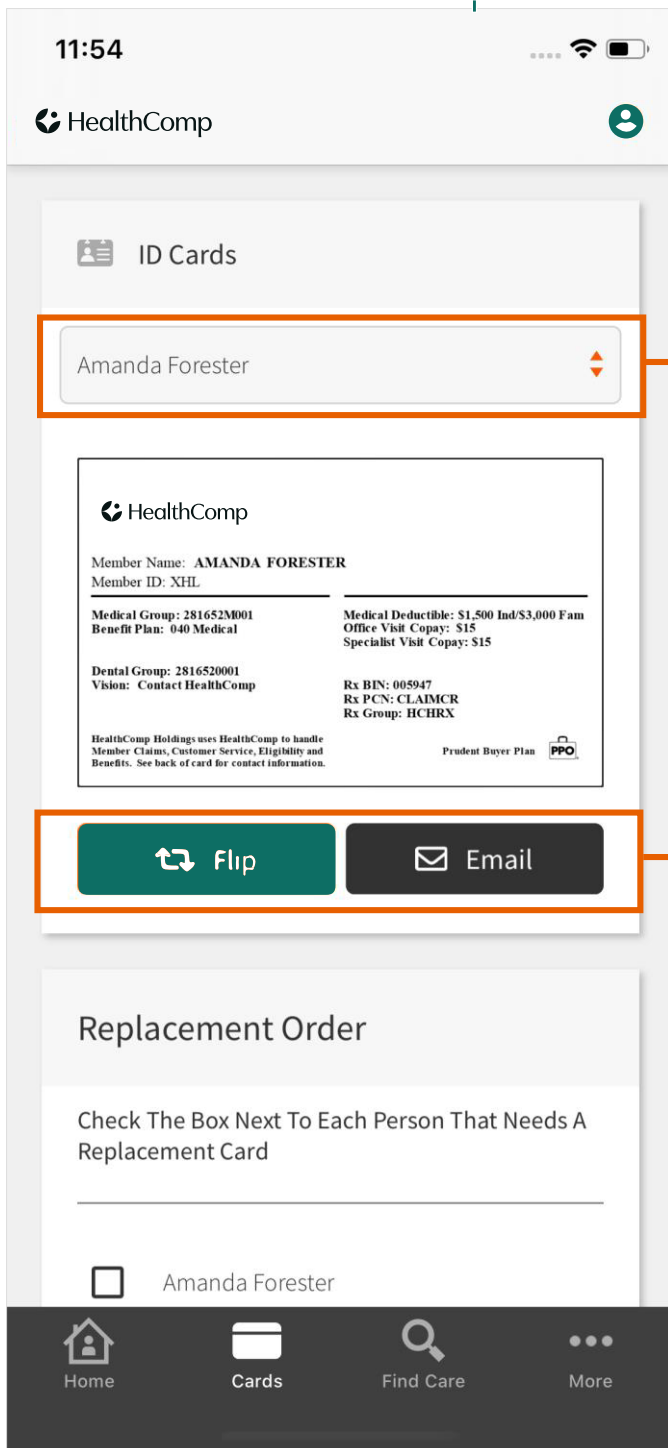 11:54
HealthComp
ID Cards
Amanda Forester
HealthComp
Member Name: AMANDA FORESTER
Member ID: XHL
Medical Group: 281652M001
Benefit Plan: 040 Medical
Medical Deductible: $1,500 Ind/$3,000 Fam
Office Visit Copay: $15
Specialist Visit Copay: $15
Dental Group: 2816520001
Vision: Contact HealthComp
Rx BIN: 005947
Rx PCN: CLAIMCR
Rx Group: HCHRX
HealthComp Holdings uses HealthComp to handle
Member Claims, Customer Service, Eligibility and
Benefits. See back of card for contact information.
Prudent Buyer Plan PPO
Flip
Email
Replacement Order
Check The Box Next To Each Person That Needs A
Replacement Card
Amanda Forester
Home
Cards
Find Care
More